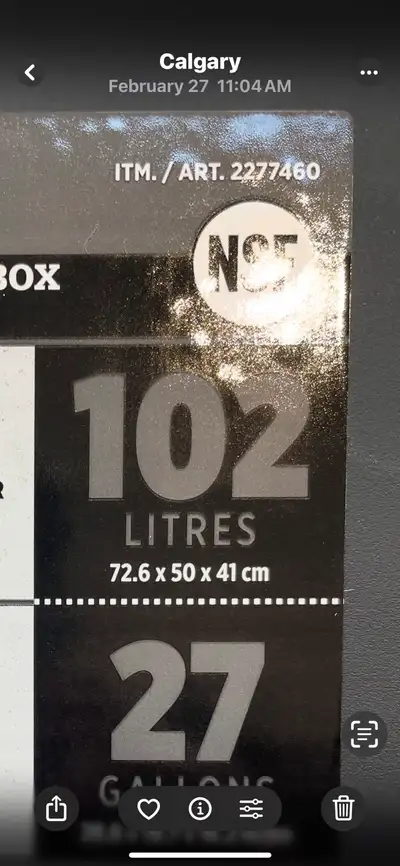 Calgary
February 27 11:04 AM
ITM. / ART. 2277460
NSF
BOX
102
R
LITRES
72.6 x 50 x 41 cm
27
GALLONS